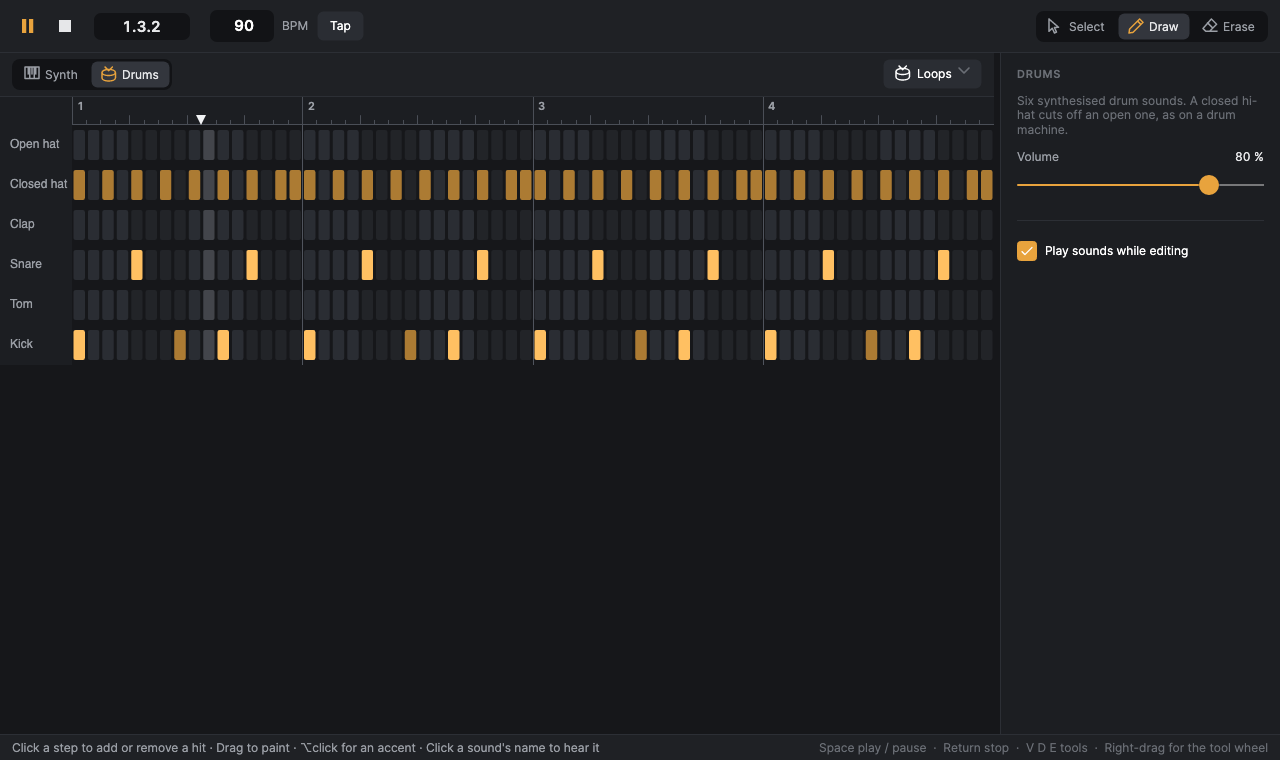 1.3.2 90 BPM Tap Select Draw Erase
Synth Drums Loops
DRUMS
Six synthesised drum sounds. A closed hi-
hat cuts off an open one, as on a drum
machine.
Volume 80 %
Play sounds while editing
1 2 3 4
Open hat
Closed hat
Clap
Snare
Tom
Kick
Click a step to add or remove a hit · Drag to paint · ⌥click for an accent · Click a sound's name to hear it
Space play / pause · Return stop · V D E tools · Right-drag for the tool wheel